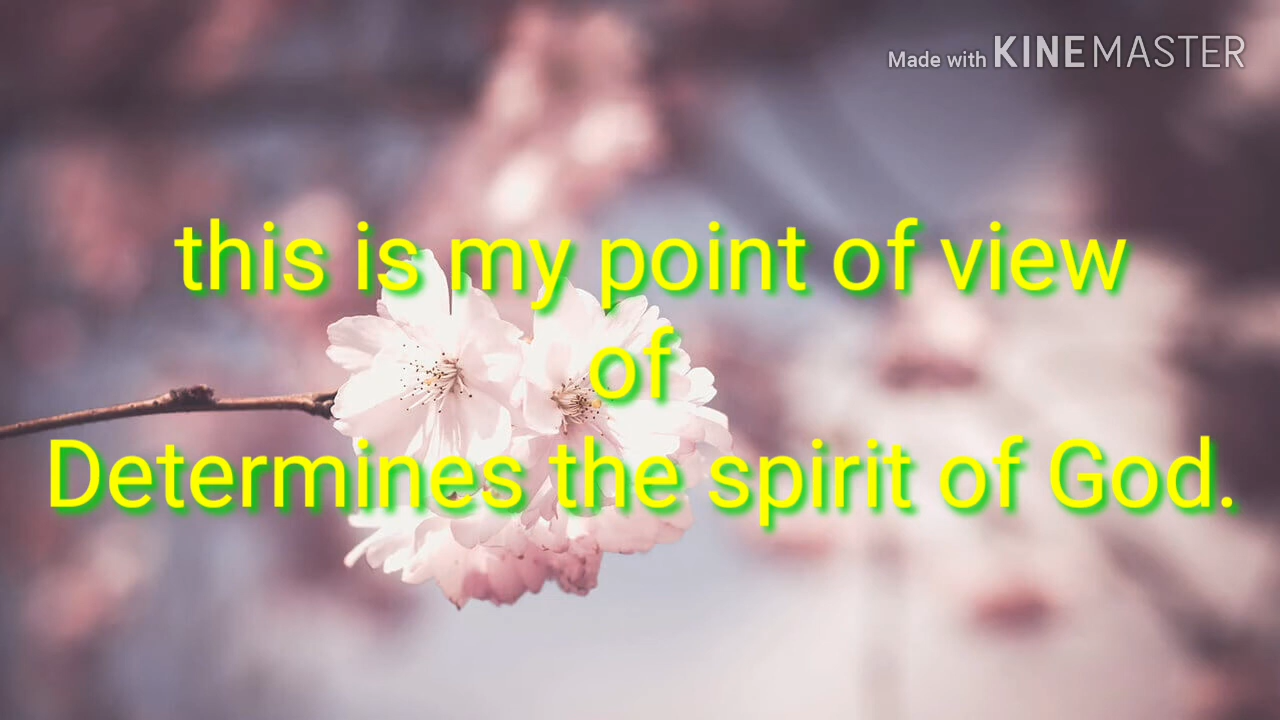 Made with KINEMASTER
this is my point of view
of
Determines the spirit of God.